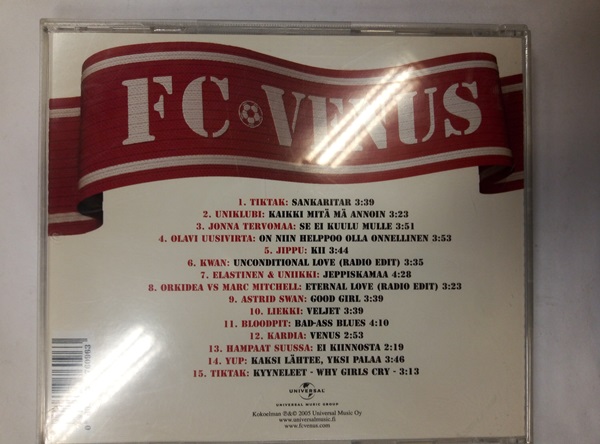 FC VENUS
1. TIKTAK: SANKARITAR 3:39
2. UNIKLUBI: KAIKKI MITÄ MÄ ANNOIN 3:23
3. JONNA TERVOMAA: SE EI KUULU MULLE 3:51
4. OLAVI UUSIVIRTA: ON NIIN HELPPOO OLLA ONNELLINEN 3:53
5. JIPPU: KII 3:44
6. KWAN: UNCONDITIONAL LOVE (RADIO EDIT) 3:35
7. ELASTINEN & UNIIKKI: JEPPISKAMAA 4:28
8. ORKIDEA VS MARC MITCHELL: ETERNAL LOVE (RADIO EDIT) 3:23
9. ASTRID SWAN: GOOD GIRL 3:39
10. LIEKKI: VELJET 3:39
11. BLOODPIT: BAD-ASS BLUES 4:10
12. KARDIA: VENUS 2:53
13. HAMPAAT SUUSSA: EI KIINNOSTA 2:19
14. YUP: KAKSI LÄHTEE, YKSI PALAA 3:46
15. TIKTAK: KYYNELEET - WHY GIRLS CRY - 3:13
UNIVERSAL
UNIVERSAL MUSIC GROUP
Kokoelman ℗&© 2005 Universal Music Oy
www.universalmusic.fi
www.fcvenus.com